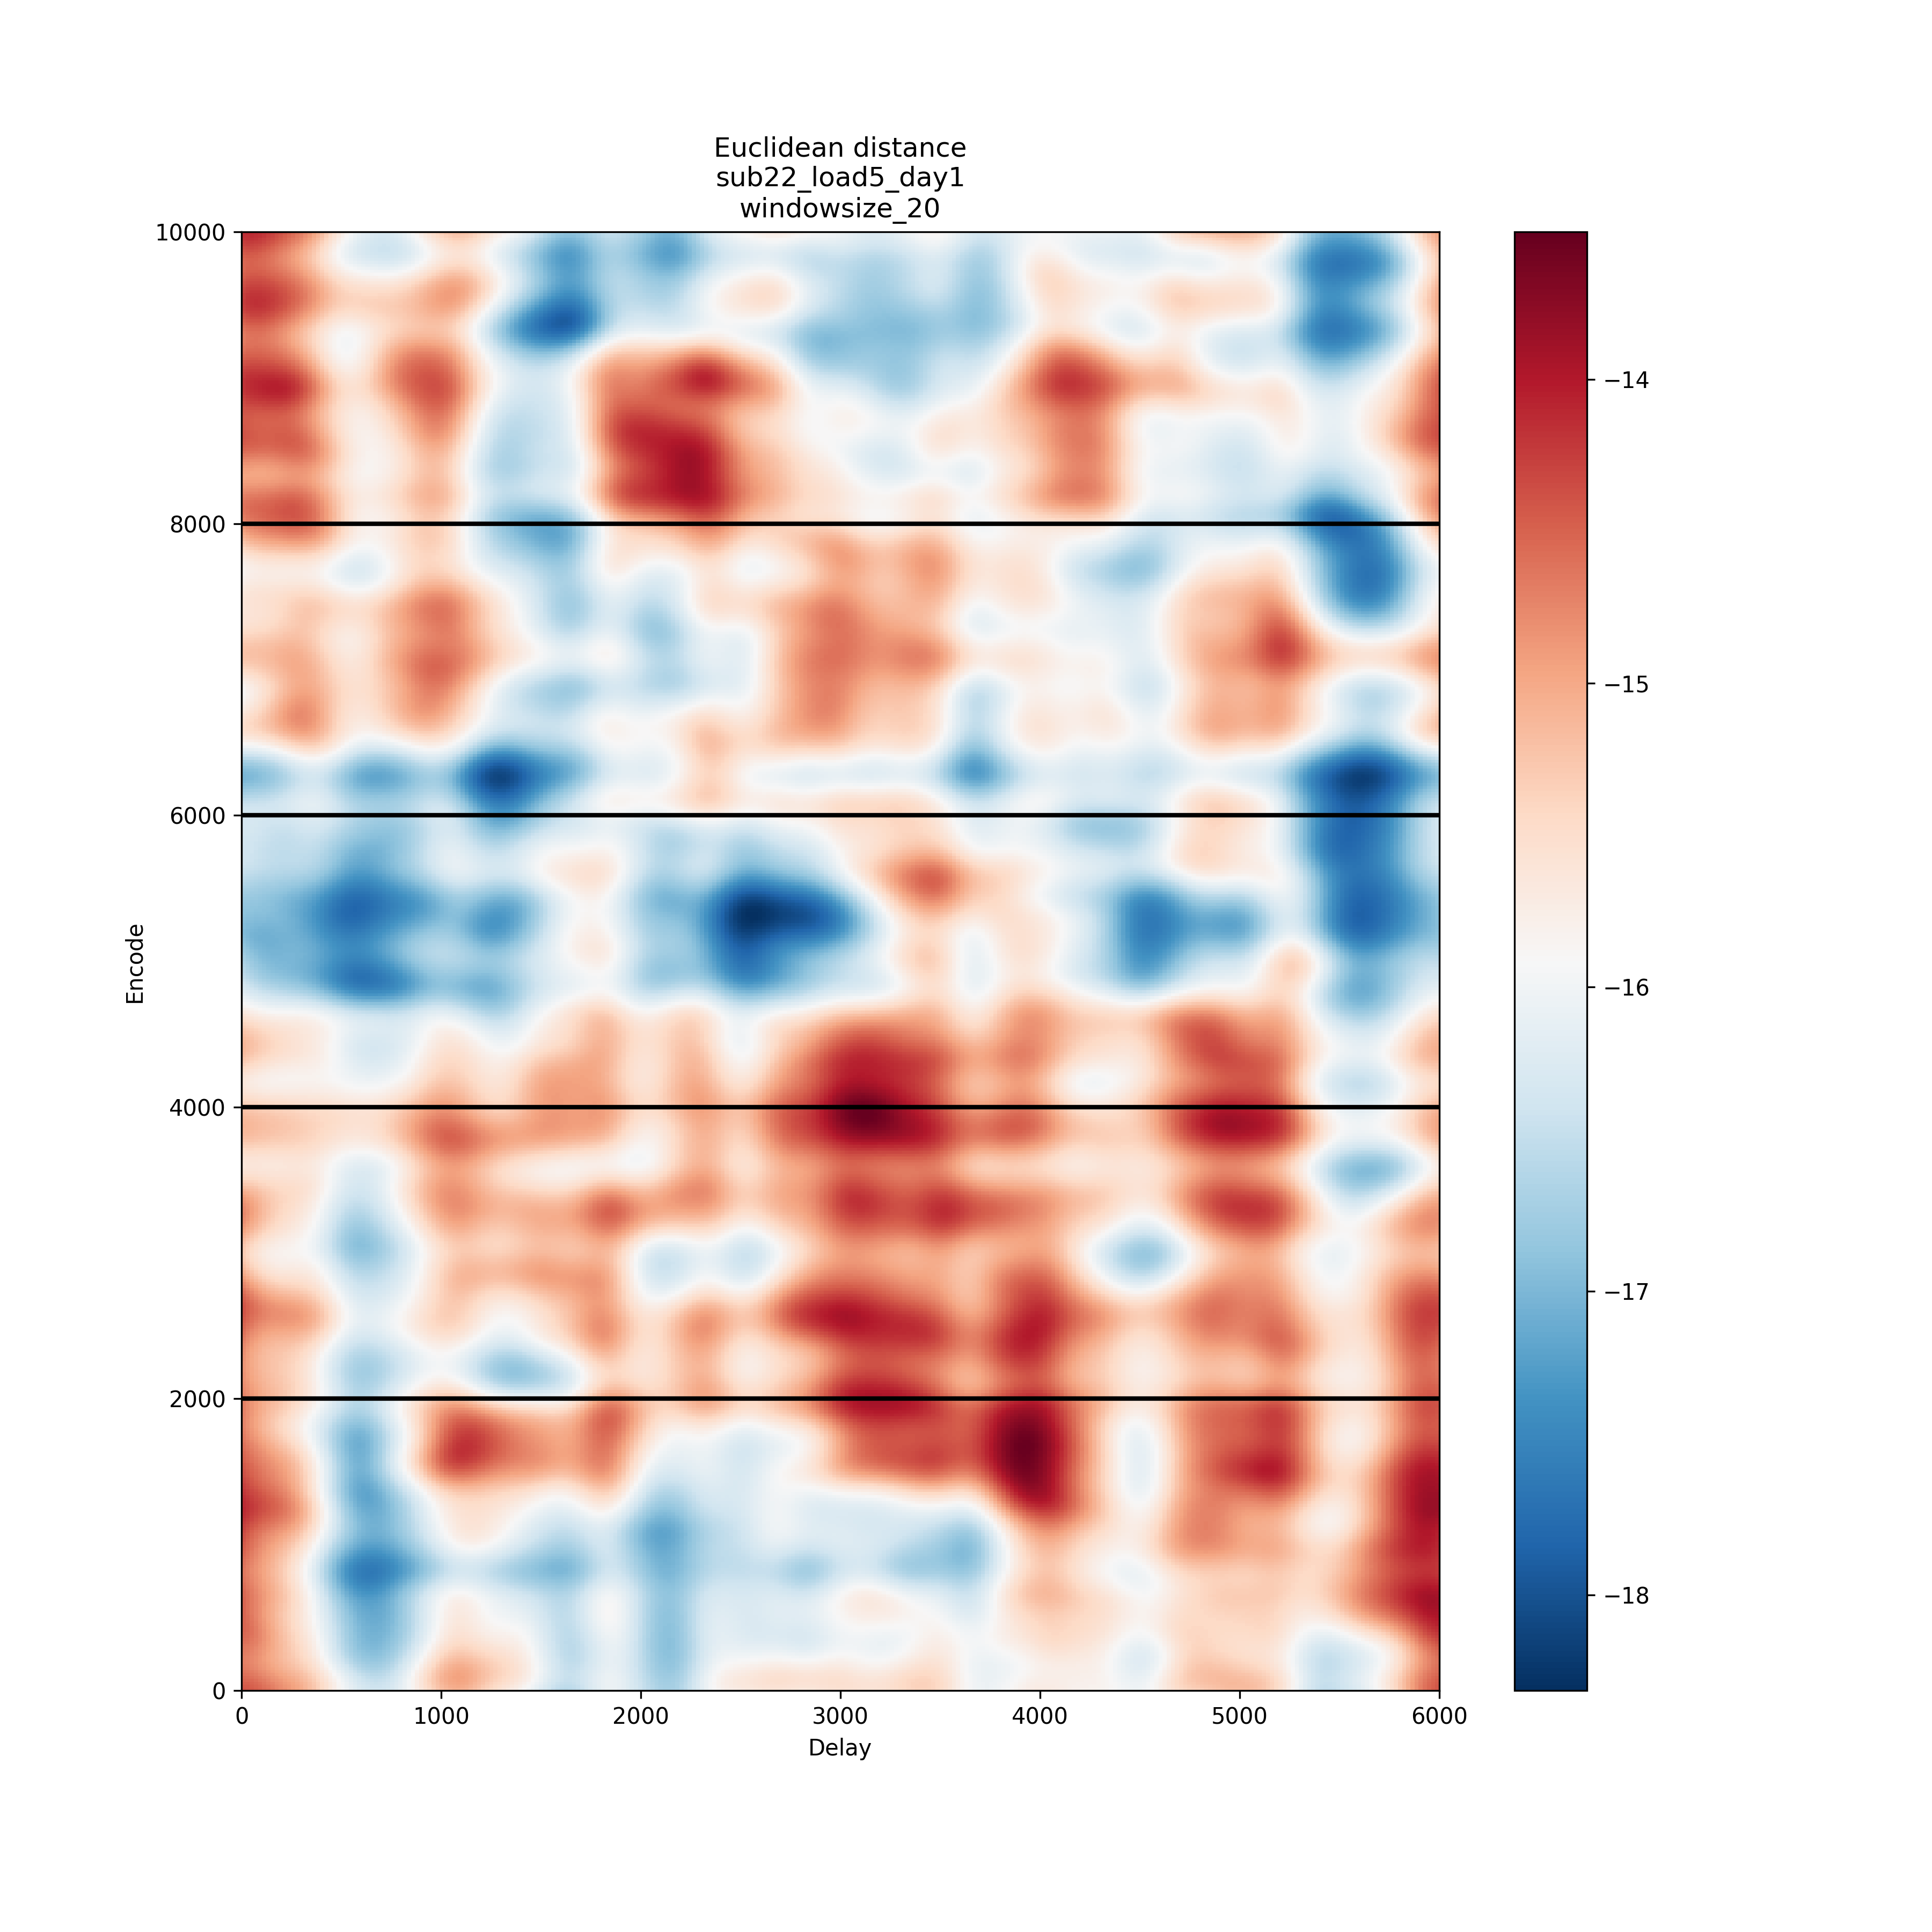 Euclidean distance
sub22_load5_day1
windowsize_20
10000
8000
6000
4000
2000
0
Encode
0 1000 2000 3000 4000 5000 6000
Delay
−14
−15
−16
−17
−18